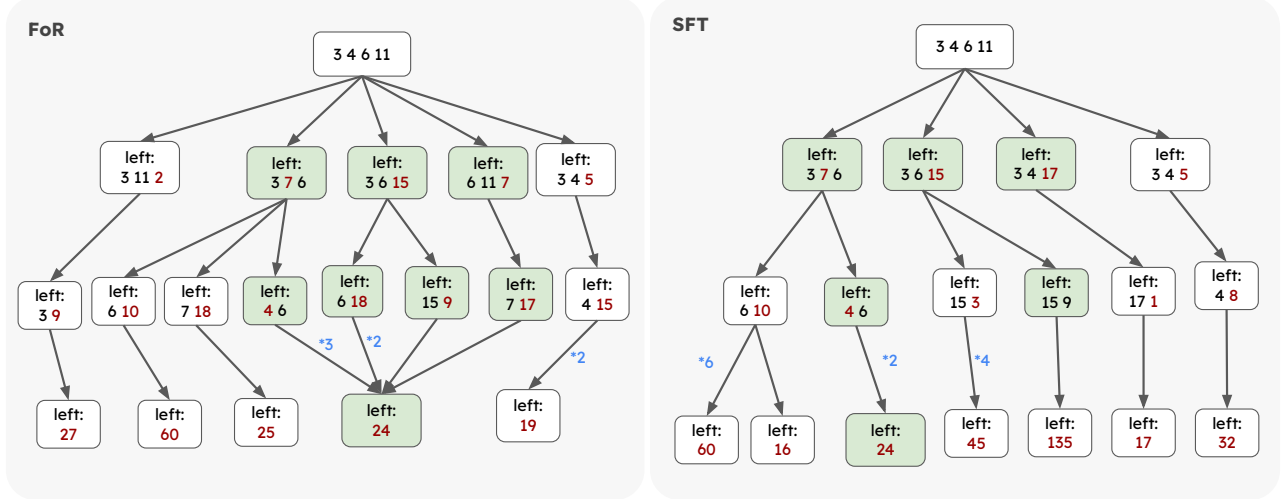 FoR
3 4 6 11
left:
3 11 2
left:
3 7 6
left:
3 6 15
left:
6 11 7
left:
3 4 5
left:
3 9
left:
6 10
left:
7 18
left:
4 6
left:
6 18
left:
15 9
left:
7 17
left:
4 15
*3
*2
*2
left:
27
left:
60
left:
25
left:
24
left:
19
SFT
3 4 6 11
left:
3 7 6
left:
3 6 15
left:
3 4 17
left:
3 4 5
left:
6 10
left:
4 6
left:
15 3
left:
15 9
left:
17 1
left:
4 8
*6
*2
*4
left:
60
left:
16
left:
24
left:
45
left:
135
left:
17
left:
32